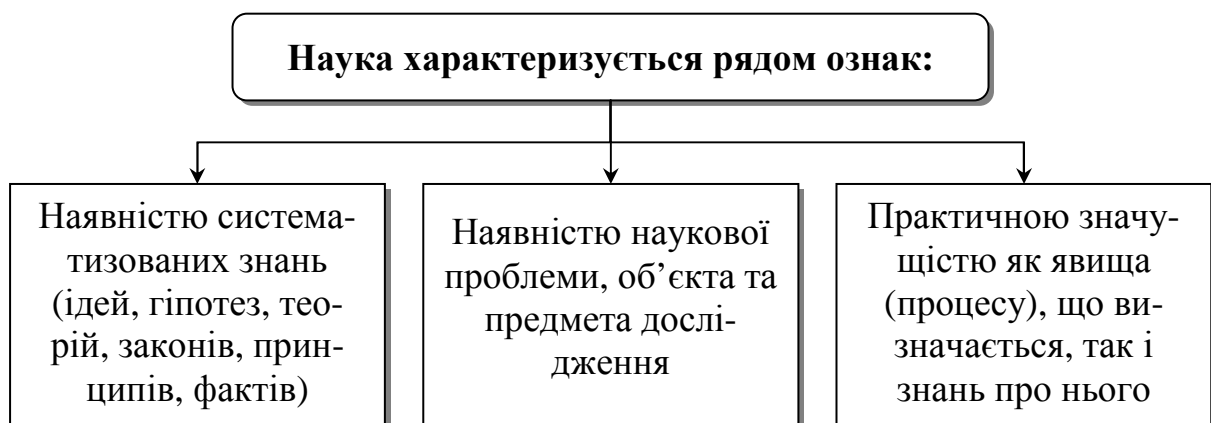 Наука характеризується рядом ознак:
Наявністю система-
тизованих знань
(ідей, гіпотез, тео-
рій, законів, прин-
ципів, фактів)
Наявністю наукової
проблеми, об’єкта та
предмета дослі-
дження
Практичною значу-
щістю як явища
(процесу), що ви-
значається, так і
знань про нього